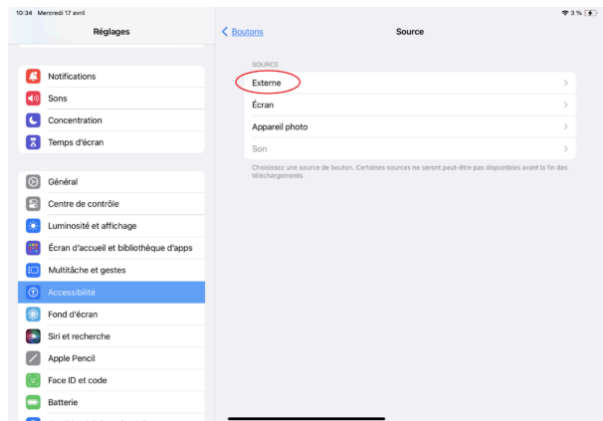 10:34 Mercredi 17 avril
3 %
Réglages
Notifications
Sons
Concentration
Temps d'écran
Général
Centre de contrôle
Luminosité et affichage
Écran d'accueil et bibliothèque d'apps
Multitâche et gestes
Accessibilité
Fond d'écran
Siri et recherche
Apple Pencil
Face ID et code
Batterie
Boutons
Source
SOURCE
Externe
Écran
Appareil photo
Son
Choisissez une source de bouton. Certaines sources ne seront peut-être pas disponibles avant la fin des
téléchargements.